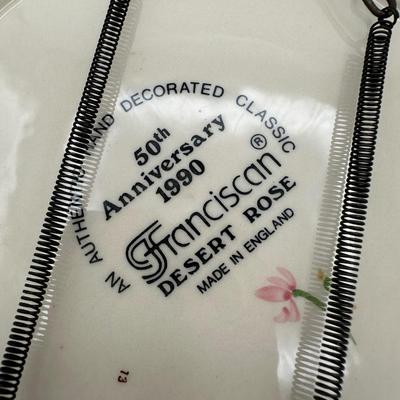 AN AUTHENTIC HAND DECORATED CLASSIC
50th
Anniversary
1990
Franciscan ®
DESERT ROSE
MADE IN ENGLAND
13